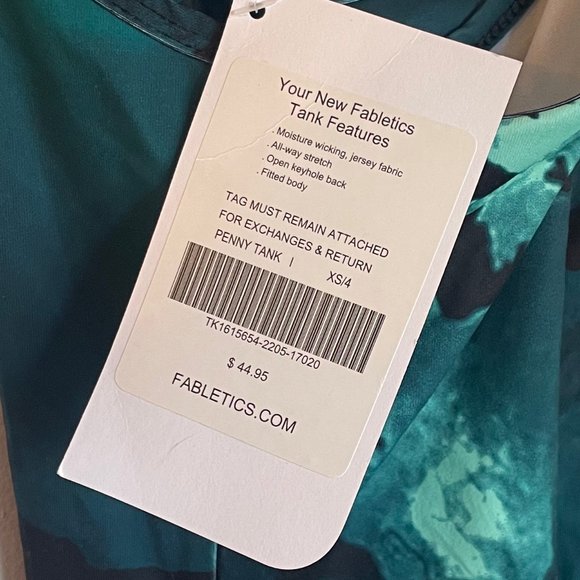 Your New Fabletics
Tank Features
. Moisture wicking, jersey fabric
. All-way stretch
. Open keyhole back
. Fitted body
TAG MUST REMAIN ATTACHED
FOR EXCHANGES & RETURN
PENNY TANK I XS/4
TK1615654-2205-17020
$ 44.95
FABLETICS.COM